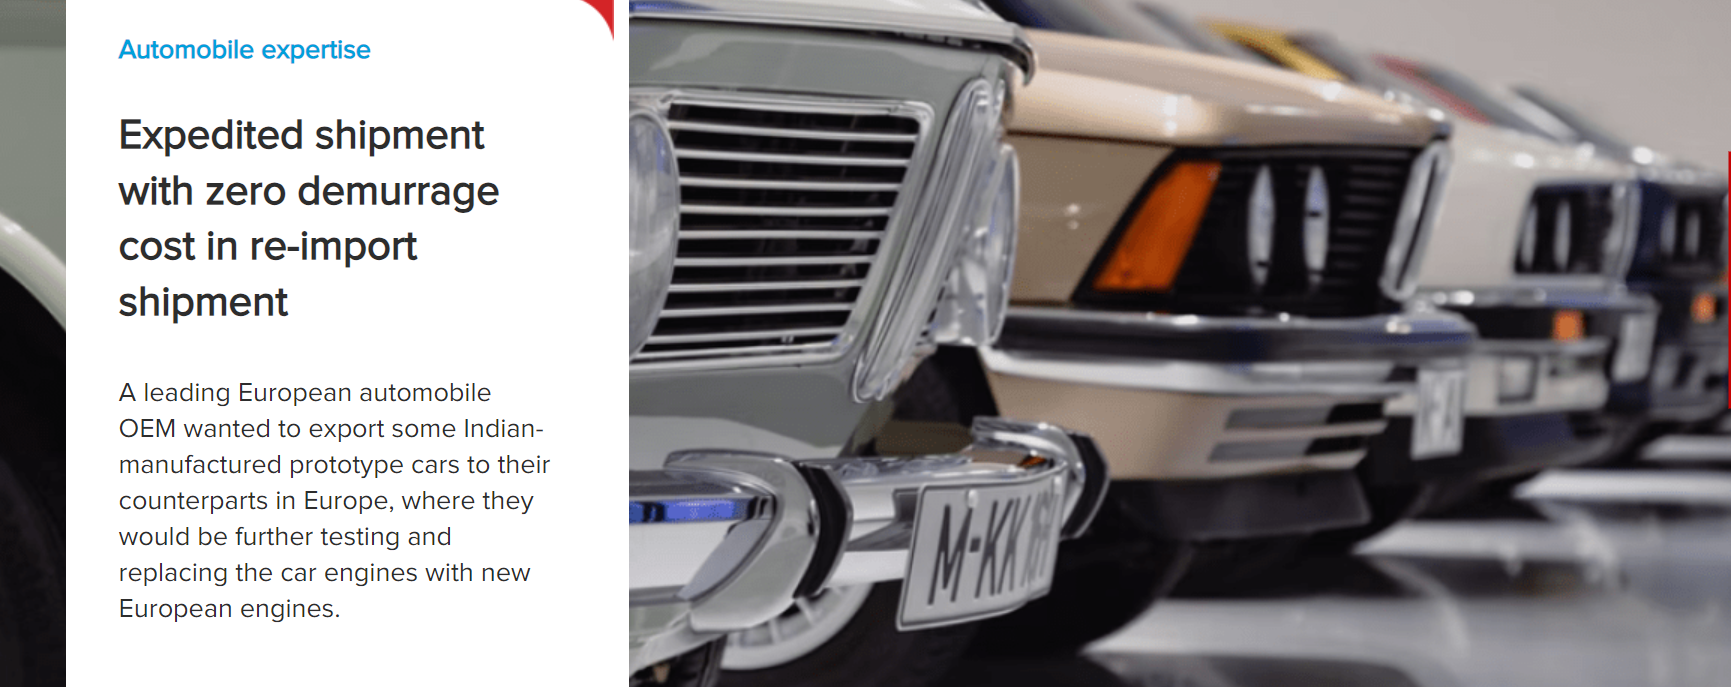 Automobile expertise
Expedited shipment
with zero demurrage
cost in re-import
shipment
A leading European automobile
OEM wanted to export some Indian-
manufactured prototype cars to their
counterparts in Europe, where they
would be further testing and
replacing the car engines with new
European engines.
M-KK